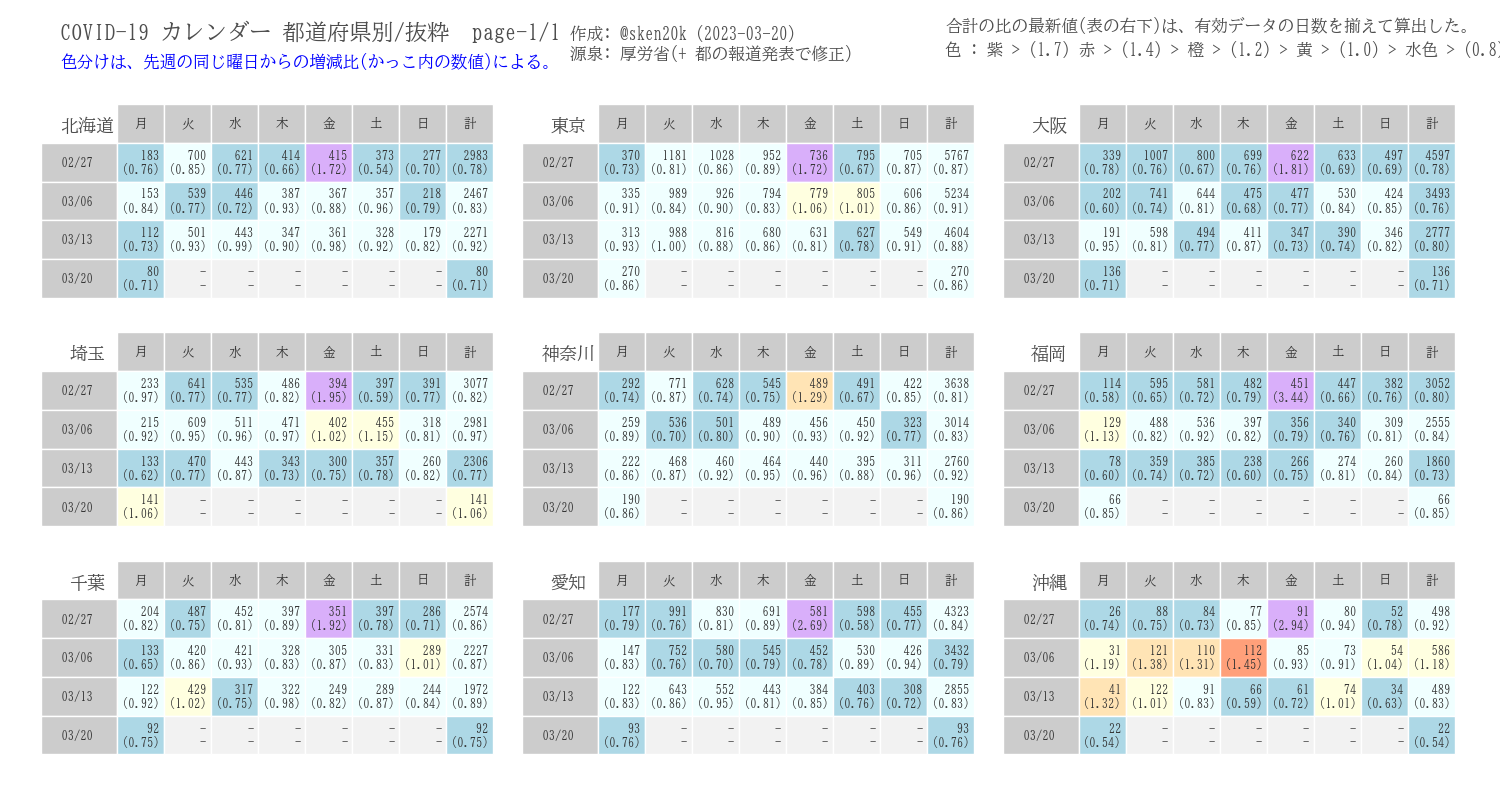 COVID-19 カレンダー 都道府県別/抜粋 page-1/1
色分けは、先週の同じ曜日からの増減比(かっこ内の数値)による。
作成: @sken20k (2023-03-20)
源泉: 厚労省(+ 都の報道発表で修正)
合計の比の最新値(表の右下)は、有効データの日数を揃えて算出した。
色 : 紫 > (1.7) 赤 > (1.4) > 橙 > (1.2) > 黄 > (1.0) > 水色 > (0.8)
北海道 月 火 水 木 金 土 日 計
02/27 183 700 621 414 415 373 277 2983
(0.76) (0.85) (0.77) (0.66) (1.72) (0.54) (0.70) (0.78)
03/06 153 539 446 387 367 357 218 2467
(0.84) (0.77) (0.72) (0.93) (0.88) (0.96) (0.79) (0.83)
03/13 112 501 443 347 361 328 179 2271
(0.73) (0.93) (0.99) (0.90) (0.98) (0.92) (0.82) (0.92)
03/20 80 - - - - - - 80
(0.71) - - - - - - (0.71)
東京 月 火 水 木 金 土 日 計
02/27 370 1181 1028 952 736 795 705 5767
(0.73) (0.81) (0.86) (0.89) (1.72) (0.67) (0.87) (0.87)
03/06 335 989 926 794 779 805 606 5234
(0.91) (0.84) (0.90) (0.83) (1.06) (1.01) (0.86) (0.91)
03/13 313 988 816 680 631 627 549 4604
(0.93) (1.00) (0.88) (0.86) (0.81) (0.78) (0.91) (0.88)
03/20 270 - - - - - - 270
(0.86) - - - - - - (0.86)
大阪 月 火 水 木 金 土 日 計
02/27 339 1007 800 699 622 633 497 4597
(0.78) (0.76) (0.67) (0.76) (1.81) (0.69) (0.69) (0.78)
03/06 202 741 644 475 477 530 424 3493
(0.60) (0.74) (0.81) (0.68) (0.77) (0.84) (0.85) (0.76)
03/13 191 598 494 411 347 390 346 2777
(0.95) (0.81) (0.77) (0.87) (0.73) (0.74) (0.82) (0.80)
03/20 136 - - - - - - 136
(0.71) - - - - - - (0.71)
埼玉 月 火 水 木 金 土 日 計
02/27 233 641 535 486 394 397 391 3077
(0.97) (0.77) (0.77) (0.82) (1.95) (0.59) (0.77) (0.82)
03/06 215 609 511 471 402 455 318 2981
(0.92) (0.95) (0.96) (0.97) (1.02) (1.15) (0.81) (0.97)
03/13 133 470 443 343 300 357 260 2306
(0.62) (0.77) (0.87) (0.73) (0.75) (0.78) (0.82) (0.77)
03/20 141 - - - - - - 141
(1.06) - - - - - - (1.06)
神奈川 月 火 水 木 金 土 日 計
02/27 292 771 628 545 489 491 422 3638
(0.74) (0.87) (0.74) (0.75) (1.29) (0.67) (0.85) (0.81)
03/06 259 536 501 489 456 450 323 3014
(0.89) (0.70) (0.80) (0.90) (0.93) (0.92) (0.77) (0.83)
03/13 222 468 460 464 440 395 311 2760
(0.86) (0.87) (0.92) (0.95) (0.96) (0.88) (0.96) (0.92)
03/20 190 - - - - - - 190
(0.86) - - - - - - (0.86)
福岡 月 火 水 木 金 土 日 計
02/27 114 595 581 482 451 447 382 3052
(0.58) (0.65) (0.72) (0.79) (3.44) (0.66) (0.76) (0.80)
03/06 129 488 536 397 356 340 309 2555
(1.13) (0.82) (0.92) (0.82) (0.79) (0.76) (0.81) (0.84)
03/13 78 359 385 238 266 274 260 1860
(0.60) (0.74) (0.72) (0.60) (0.75) (0.81) (0.84) (0.73)
03/20 66 - - - - - - 66
(0.85) - - - - - - (0.85)
千葉 月 火 水 木 金 土 日 計
02/27 204 487 452 397 351 397 286 2574
(0.82) (0.75) (0.81) (0.89) (1.92) (0.78) (0.71) (0.86)
03/06 133 420 421 328 305 331 289 2227
(0.65) (0.86) (0.93) (0.83) (0.87) (0.83) (1.01) (0.87)
03/13 122 429 317 322 249 289 244 1972
(0.92) (1.02) (0.75) (0.98) (0.82) (0.87) (0.84) (0.89)
03/20 92 - - - - - - 92
(0.75) - - - - - - (0.75)
愛知 月 火 水 木 金 土 日 計
02/27 177 991 830 691 581 598 455 4323
(0.79) (0.76) (0.81) (0.89) (2.69) (0.58) (0.77) (0.84)
03/06 147 752 580 545 452 530 426 3432
(0.83) (0.76) (0.70) (0.79) (0.78) (0.89) (0.94) (0.79)
03/13 122 643 552 443 384 403 308 2855
(0.83) (0.86) (0.95) (0.81) (0.85) (0.76) (0.72) (0.83)
03/20 93 - - - - - - 93
(0.76) - - - - - - (0.76)
沖縄 月 火 水 木 金 土 日 計
02/27 26 88 84 77 91 80 52 498
(0.74) (0.75) (0.73) (0.85) (2.94) (0.94) (0.78) (0.92)
03/06 31 121 110 112 85 73 54 586
(1.19) (1.38) (1.31) (1.45) (0.93) (0.91) (1.04) (1.18)
03/13 41 122 91 66 61 74 34 489
(1.32) (1.01) (0.83) (0.59) (0.72) (1.01) (0.63) (0.83)
03/20 22 - - - - - - 22
(0.54) - - - - - - (0.54)